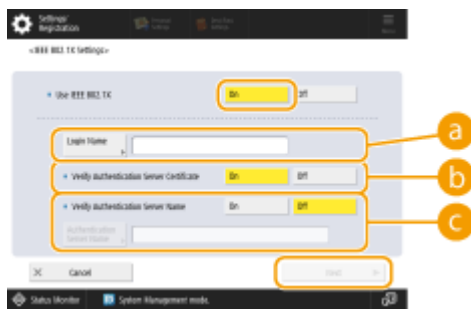 Settings/
Registration
Menu
<IEEE 802.1X Settings>
Use IEEE 802.1X
On
Off
a
Login Name
b
Verify Authentication Server Certificate
On
Off
c
Verify Authentication Server Name
On
Off
Authentication
Server Name
Cancel
Next
Status Monitor
System Management mode.